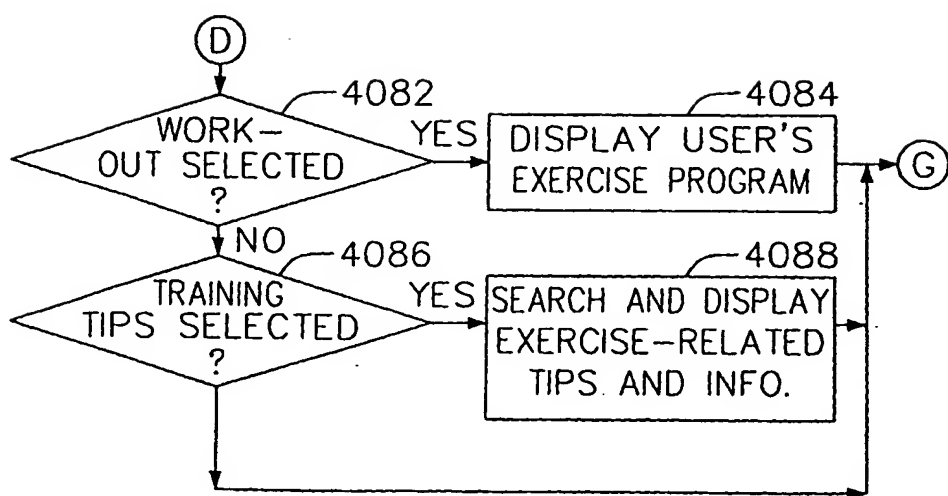 D
4082
WORK-
OUT SELECTED
?
YES
4084
DISPLAY USER'S
EXERCISE PROGRAM
G
NO
4086
TRAINING
TIPS SELECTED
?
YES
4088
SEARCH AND DISPLAY
EXERCISE-RELATED
TIPS AND INFO.